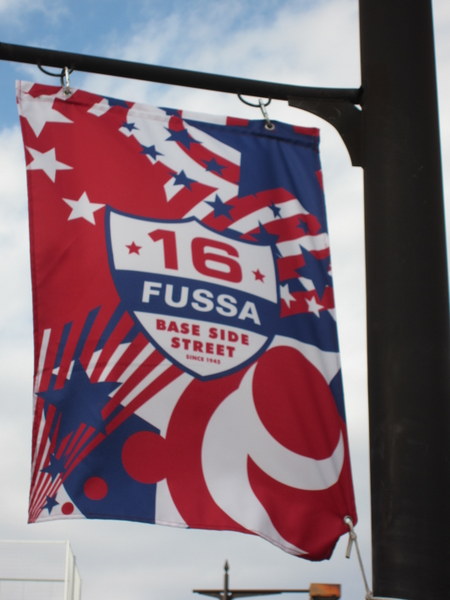 16
FUSSA
BASE SIDE
STREET
SINCE 1945